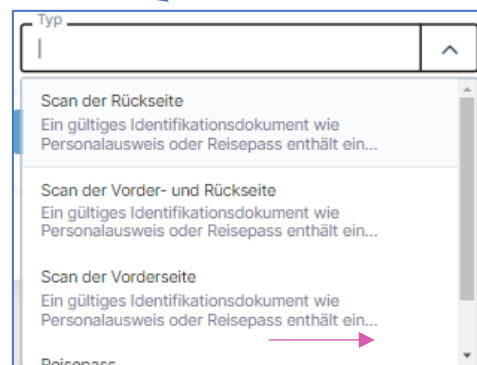 Typ
Scan der Rückseite
Ein gültiges Identifikationsdokument wie
Personalausweis oder Reisepass enthält ein...
Scan der Vorder- und Rückseite
Ein gültiges Identifikationsdokument wie
Personalausweis oder Reisepass enthält ein...
Scan der Vorderseite
Ein gültiges Identifikationsdokument wie
Personalausweis oder Reisepass enthält ein...
Reisepass